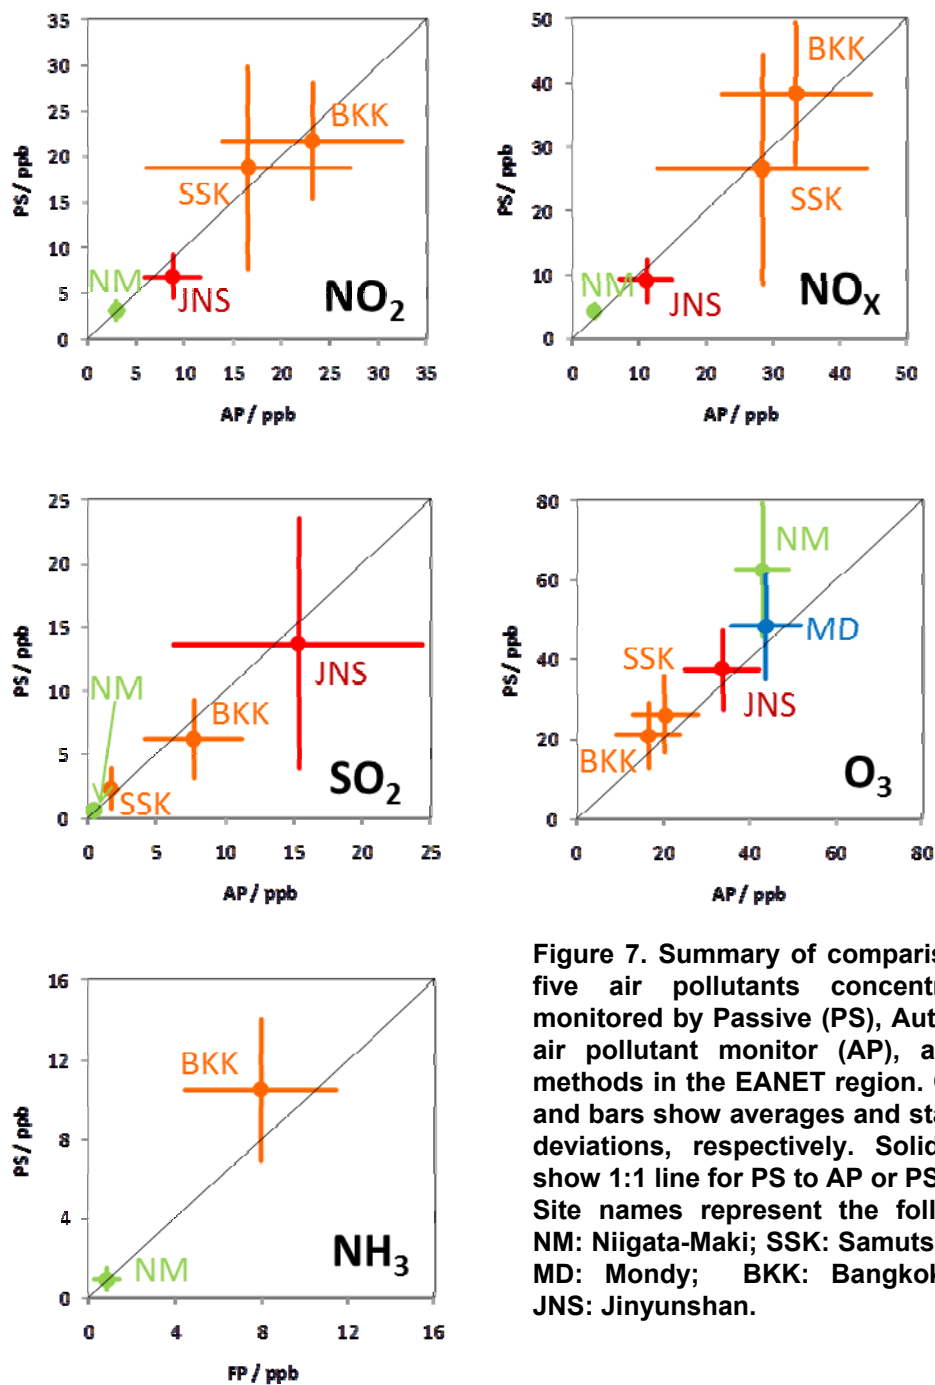 35
30
25
20
15
10
5
0
PS/ ppb
BKK
SSK
NM
JNS
NO2
0 5 10 15 20 25 30 35
AP/ ppb
50
40
30
20
10
0
PS/ ppb
BKK
SSK
NM
JNS
NOX
0 10 20 30 40 50
AP/ ppb
25
20
15
10
5
0
PS/ ppb
JNS
NM
BKK
SSK
SO2
0 5 10 15 20 25
AP/ ppb
80
60
40
20
0
PS/ ppb
NM
MD
SSK
JNS
BKK
O3
0 20 40 60 80
AP/ ppb
16
12
8
4
0
PS/ ppb
BKK
NM
NH3
0 4 8 12 16
FP/ ppb
Figure 7. Summary of comparis
five air pollutants concentr
monitored by Passive (PS), Aut
air pollutant monitor (AP), a
methods in the EANET region.
and bars show averages and sta
deviations, respectively. Solid
show 1:1 line for PS to AP or PS
Site names represent the foll
NM: Niigata-Maki; SSK: Samuts
MD: Mondy; BKK: Bangkok
JNS: Jinyunshan.